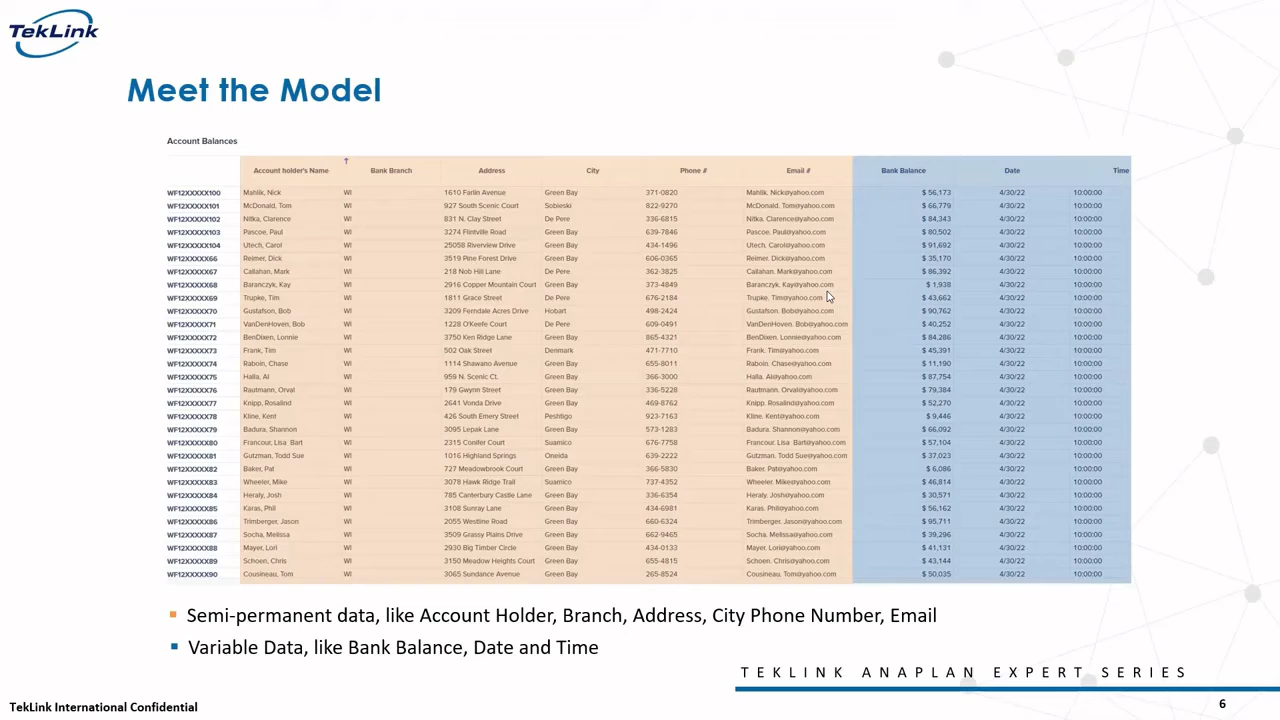 TekLink
Meet the Model
Account Balances
↑
Account holder's Name Bank Branch Address City Phone # Email # Bank Balance Date Time
WF12XXXXX100 Mahlik, Nick WI 1610 Farlin Avenue Green Bay 371-0820 Mahlik. Nick@yahoo.com $ 56,173 4/30/22 10:00:00
WF12XXXXX101 McDonald, Tom WI 927 South Scenic Court Sobieski 822-9270 McDonald. Tom@yahoo.com $ 66,779 4/30/22 10:00:00
WF12XXXXX102 Nitka, Clarence WI 831 N. Clay Street De Pere 336-6815 Nitka. Clarence@yahoo.com $ 84,343 4/30/22 10:00:00
WF12XXXXX103 Pascoe, Paul WI 3274 Flintville Road Green Bay 639-7846 Pascoe. Paul@yahoo.com $ 80,502 4/30/22 10:00:00
WF12XXXXX104 Utech, Carol WI 25058 Riverview Drive Green Bay 434-1496 Utech. Carol@yahoo.com $ 91,692 4/30/22 10:00:00
WF12XXXXX66 Reimer, Dick WI 3519 Pine Forest Drive Green Bay 606-0365 Reimer. Dick@yahoo.com $ 35,170 4/30/22 10:00:00
WF12XXXXX67 Callahan, Mark WI 218 Nob Hill Lane De Pere 362-3825 Callahan. Mark@yahoo.com $ 86,392 4/30/22 10:00:00
WF12XXXXX68 Baranczyk, Kay WI 2916 Copper Mountain Court Green Bay 373-4849 Baranczyk. Kay@yahoo.com $ 1,938 4/30/22 10:00:00
WF12XXXXX69 Trupke, Tim WI 1811 Grace Street De Pere 676-2184 Trupke. Tim@yahoo.com $ 43,662 4/30/22 10:00:00
WF12XXXXX70 Gustafson, Bob WI 3209 Ferndale Acres Drive Hobart 498-2424 Gustafson. Bob@yahoo.com $ 90,762 4/30/22 10:00:00
WF12XXXXX71 VanDenHoven, Bob WI 1228 O'Keefe Court De Pere 609-0491 VanDenHoven. Bob@yahoo.com $ 40,252 4/30/22 10:00:00
WF12XXXXX72 BenDixen, Lonnie WI 3750 Ken Ridge Lane Green Bay 865-4321 BenDixen. Lonnie@yahoo.com $ 84,286 4/30/22 10:00:00
WF12XXXXX73 Frank, Tim WI 502 Oak Street Denmark 471-7710 Frank. Tim@yahoo.com $ 45,391 4/30/22 10:00:00
WF12XXXXX74 Raboin, Chase WI 1114 Shawano Avenue Green Bay 655-8011 Raboin. Chase@yahoo.com $ 11,190 4/30/22 10:00:00
WF12XXXXX75 Halla, Al WI 959 N. Scenic Ct. Green Bay 366-3000 Halla. Al@yahoo.com $ 87,754 4/30/22 10:00:00
WF12XXXXX76 Rautmann, Orval WI 179 Gwynn Street Green Bay 336-5228 Rautmann. Orval@yahoo.com $ 79,384 4/30/22 10:00:00
WF12XXXXX77 Knipp, Rosalind WI 2641 Vonda Drive Green Bay 469-8762 Knipp. Rosalind@yahoo.com $ 52,270 4/30/22 10:00:00
WF12XXXXX78 Kline, Kent WI 426 South Emery Street Peshtigo 923-7163 Kline. Kent@yahoo.com $ 9,446 4/30/22 10:00:00
WF12XXXXX79 Badura, Shannon WI 3095 Lepak Lane Green Bay 573-1283 Badura. Shannon@yahoo.com $ 66,092 4/30/22 10:00:00
WF12XXXXX80 Francour, Lisa Bart WI 2315 Conifer Court Suamico 676-7758 Francour. Lisa Bart@yahoo.com $ 57,104 4/30/22 10:00:00
WF12XXXXX81 Gutzman, Todd Sue WI 1016 Highland Springs Oneida 639-2222 Gutzman. Todd Sue@yahoo.com $ 37,023 4/30/22 10:00:00
WF12XXXXX82 Baker, Pat WI 727 Meadowbrook Court Green Bay 366-5830 Baker. Pat@yahoo.com $ 6,086 4/30/22 10:00:00
WF12XXXXX83 Wheeler, Mike WI 3078 Hawk Ridge Trail Suamico 737-4352 Wheeler. Mike@yahoo.com $ 46,814 4/30/22 10:00:00
WF12XXXXX84 Heraly, Josh WI 785 Canterbury Castle Lane Green Bay 336-6354 Heraly. Josh@yahoo.com $ 30,571 4/30/22 10:00:00
WF12XXXXX85 Karas, Phil WI 3108 Sunray Lane Green Bay 434-6981 Karas. Phil@yahoo.com $ 56,162 4/30/22 10:00:00
WF12XXXXX86 Trimberger, Jason WI 2055 Westline Road Green Bay 660-6324 Trimberger. Jason@yahoo.com $ 95,711 4/30/22 10:00:00
WF12XXXXX87 Socha, Melissa WI 3509 Grassy Plains Drive Green Bay 662-9465 Socha. Melissa@yahoo.com $ 39,296 4/30/22 10:00:00
WF12XXXXX88 Mayer, Lori WI 2930 Big Timber Circle Green Bay 434-0133 Mayer. Lori@yahoo.com $ 41,131 4/30/22 10:00:00
WF12XXXXX89 Schoen, Chris WI 3150 Meadow Heights Court Green Bay 655-4815 Schoen. Chris@yahoo.com $ 43,144 4/30/22 10:00:00
WF12XXXXX90 Cousineau, Tom WI 3065 Sundance Avenue Green Bay 265-8524 Cousineau. Tom@yahoo.com $ 50,035 4/30/22 10:00:00
Semi-permanent data, like Account Holder, Branch, Address, City Phone Number, Email
Variable Data, like Bank Balance, Date and Time
TEKLINK ANAPLAN EXPERT SERIES
TekLink International Confidential
6